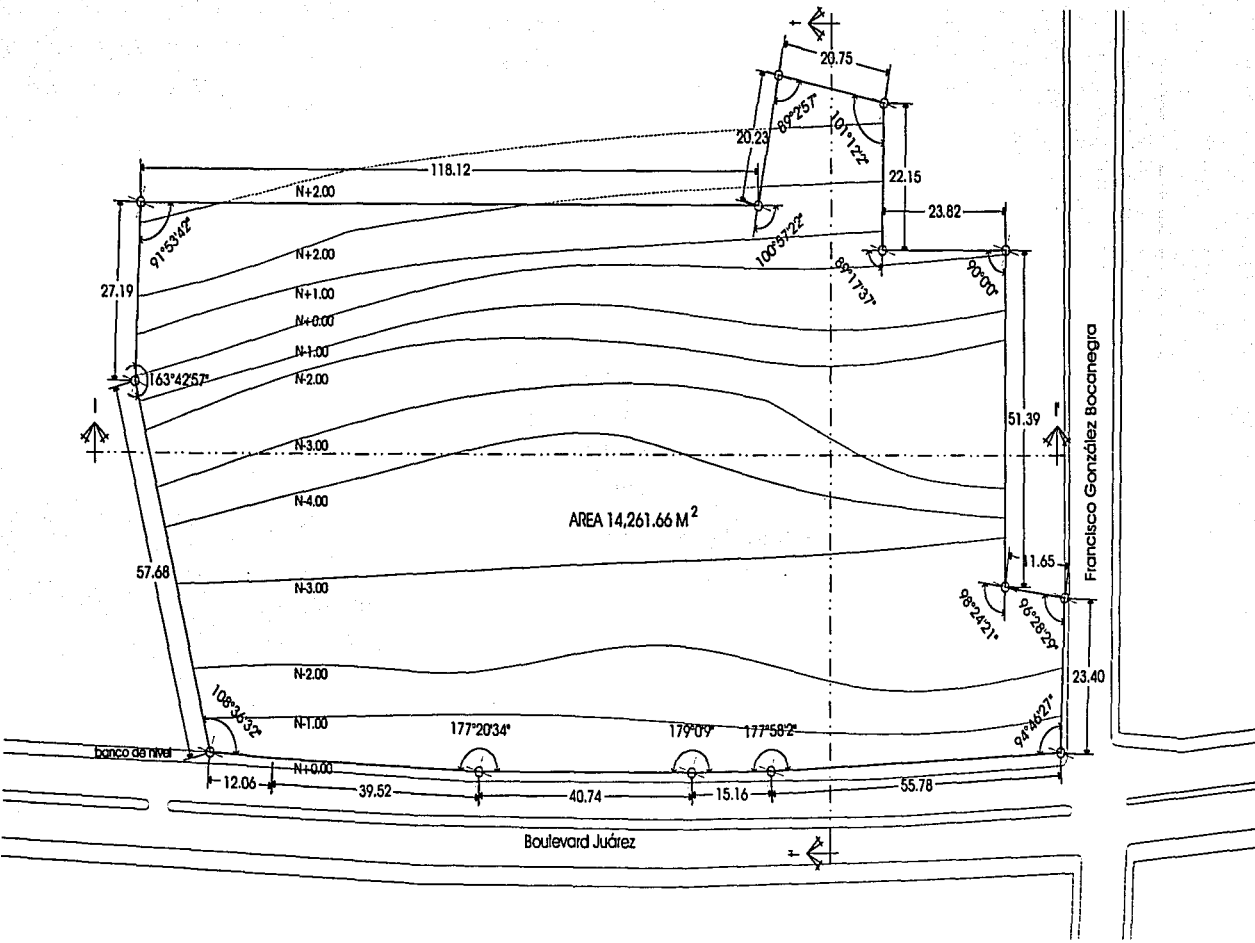 20.75
89°2'57"
101°12'2"
20.23
118.12
22.15
N+2.00
23.82
91°53'42"
100°57'22"
N+2.00
89°17'37"
90°0'0"
27.19
N+1.00
N+0.00
N-1.00
163°42'57"
N-2.00
Francisco González Bocanegra
51.39
N-3.00
N-4.00
AREA 14,261.66 M²
11.65
57.68
N-3.00
98°24'21"
96°28'29"
N-2.00
23.40
108°36'32"
N-1.00
177°20'34"
179°0'9"
177°58'2"
94°46'27"
banco de nivel
N+0.00
12.06
39.52
40.74
15.16
55.78
Boulevard Juárez